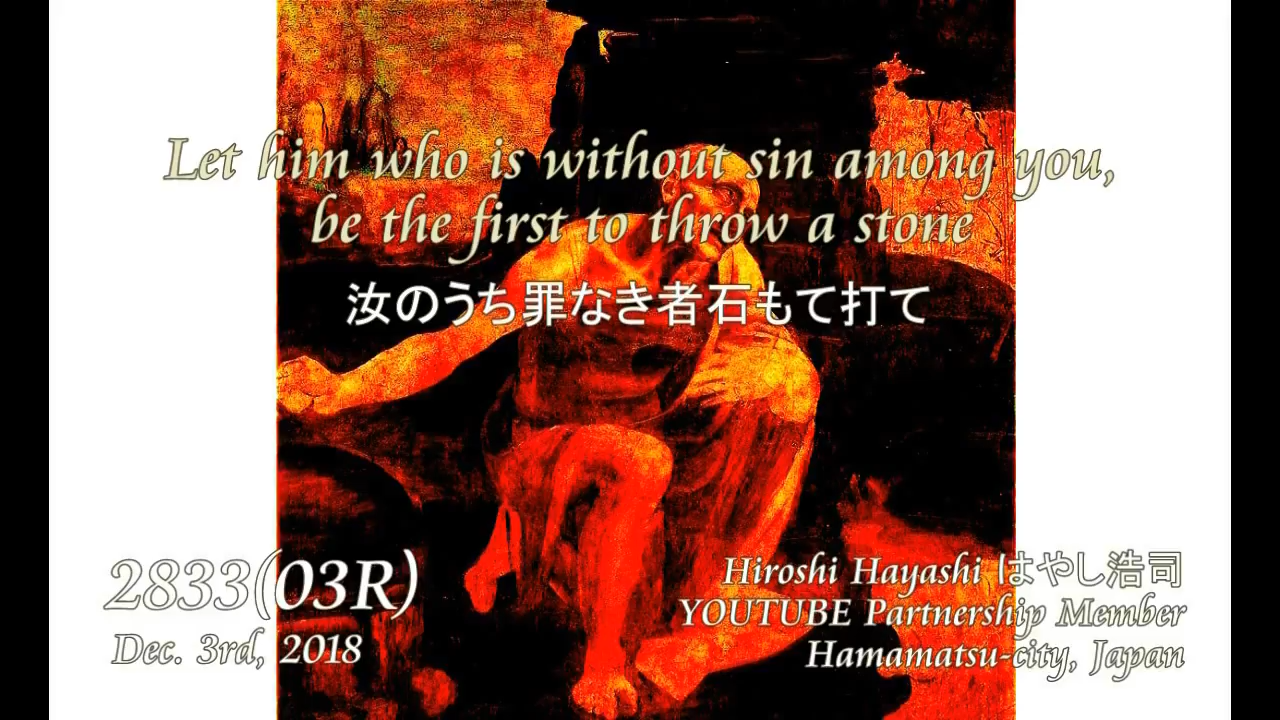 Let him who is without sin among you,
be the first to throw a stone
汝のうち罪なき者石もて打て
2833(03R)
Dec. 3rd, 2018
Hiroshi Hayashi はやし浩司
YOUTUBE Partnership Member
Hamamatsu-city, Japan